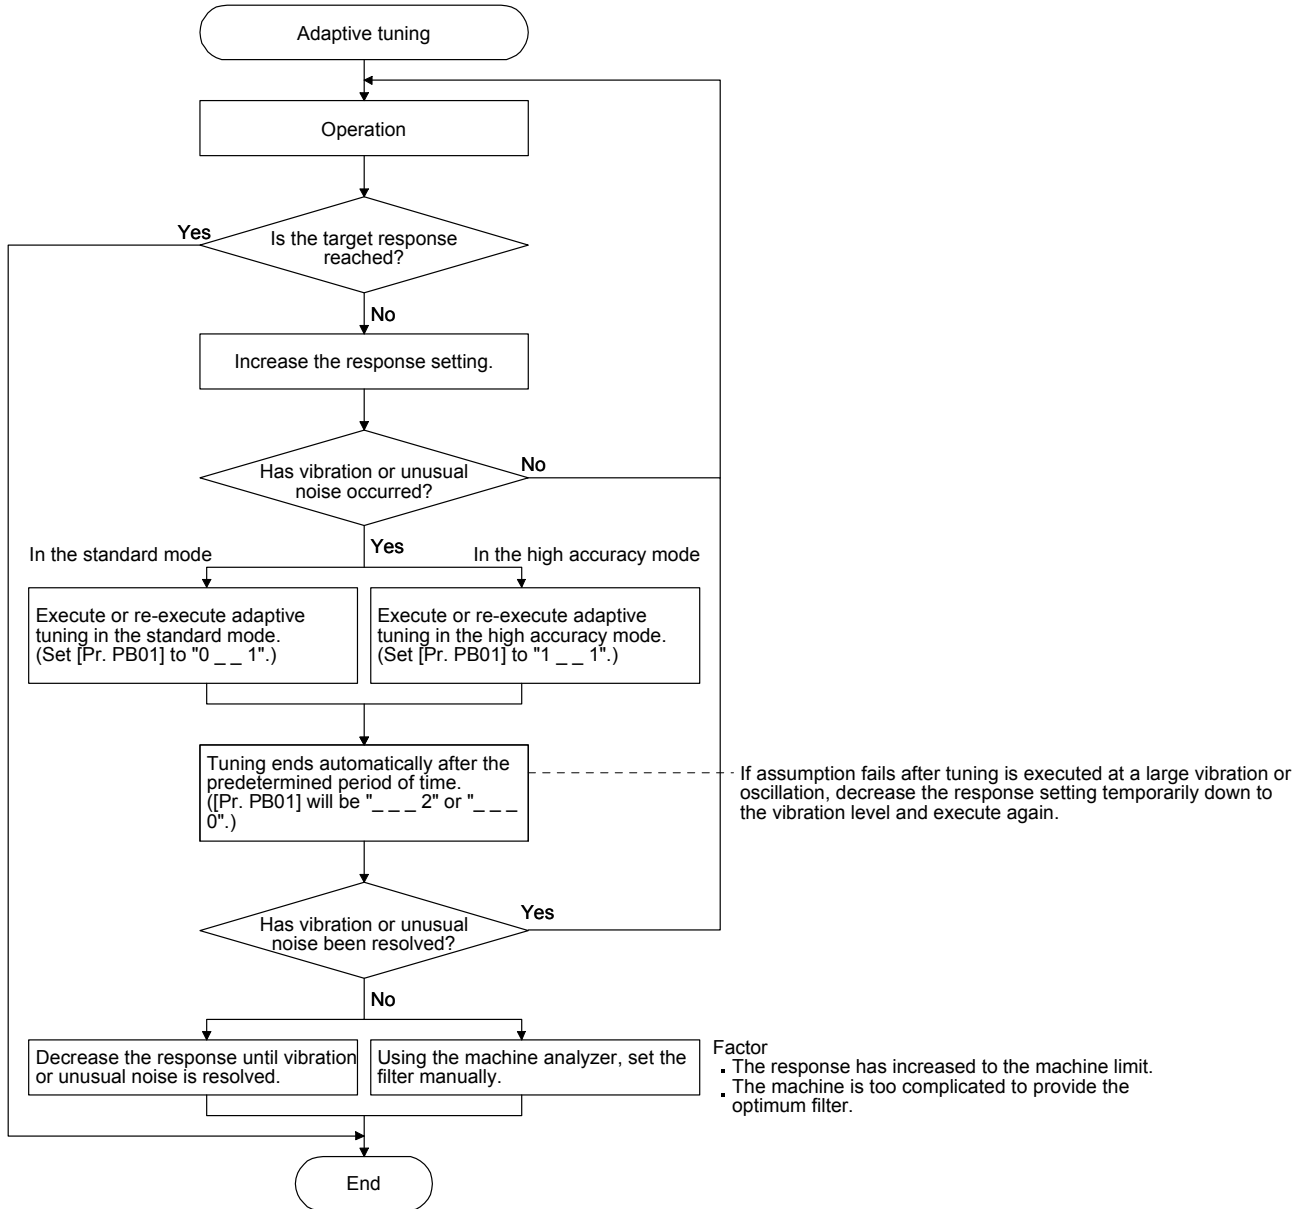 Adaptive tuning
Operation
Yes
Is the target response
reached?
No
Increase the response setting.
Has vibration or unusual
noise occurred?
No
Yes
In the standard mode
In the high accuracy mode
Execute or re-execute adaptive
tuning in the standard mode.
(Set [Pr. PB01] to "0 _ _ 1".)
Execute or re-execute adaptive
tuning in the high accuracy mode.
(Set [Pr. PB01] to "1 _ _ 1".)
Tuning ends automatically after the
predetermined period of time.
([Pr. PB01] will be "_ _ _ 2" or "_ _ _
0".)
If assumption fails after tuning is executed at a large vibration or
oscillation, decrease the response setting temporarily down to
the vibration level and execute again.
Has vibration or unusual
noise been resolved?
Yes
No
Decrease the response until vibration
or unusual noise is resolved.
Using the machine analyzer, set the
filter manually.
Factor
. The response has increased to the machine limit.
. The machine is too complicated to provide the
optimum filter.
End